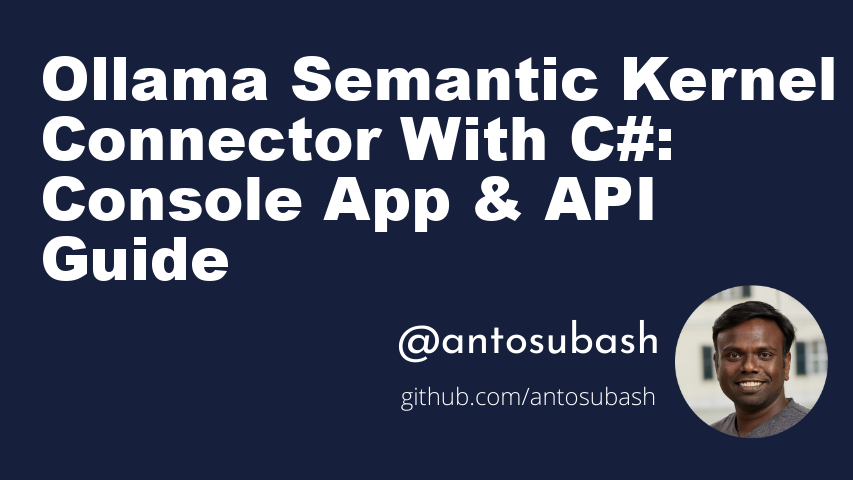 Ollama Semantic Kernel
Connector With C#:
Console App & API
Guide
@antosubash
github.com/antosubash